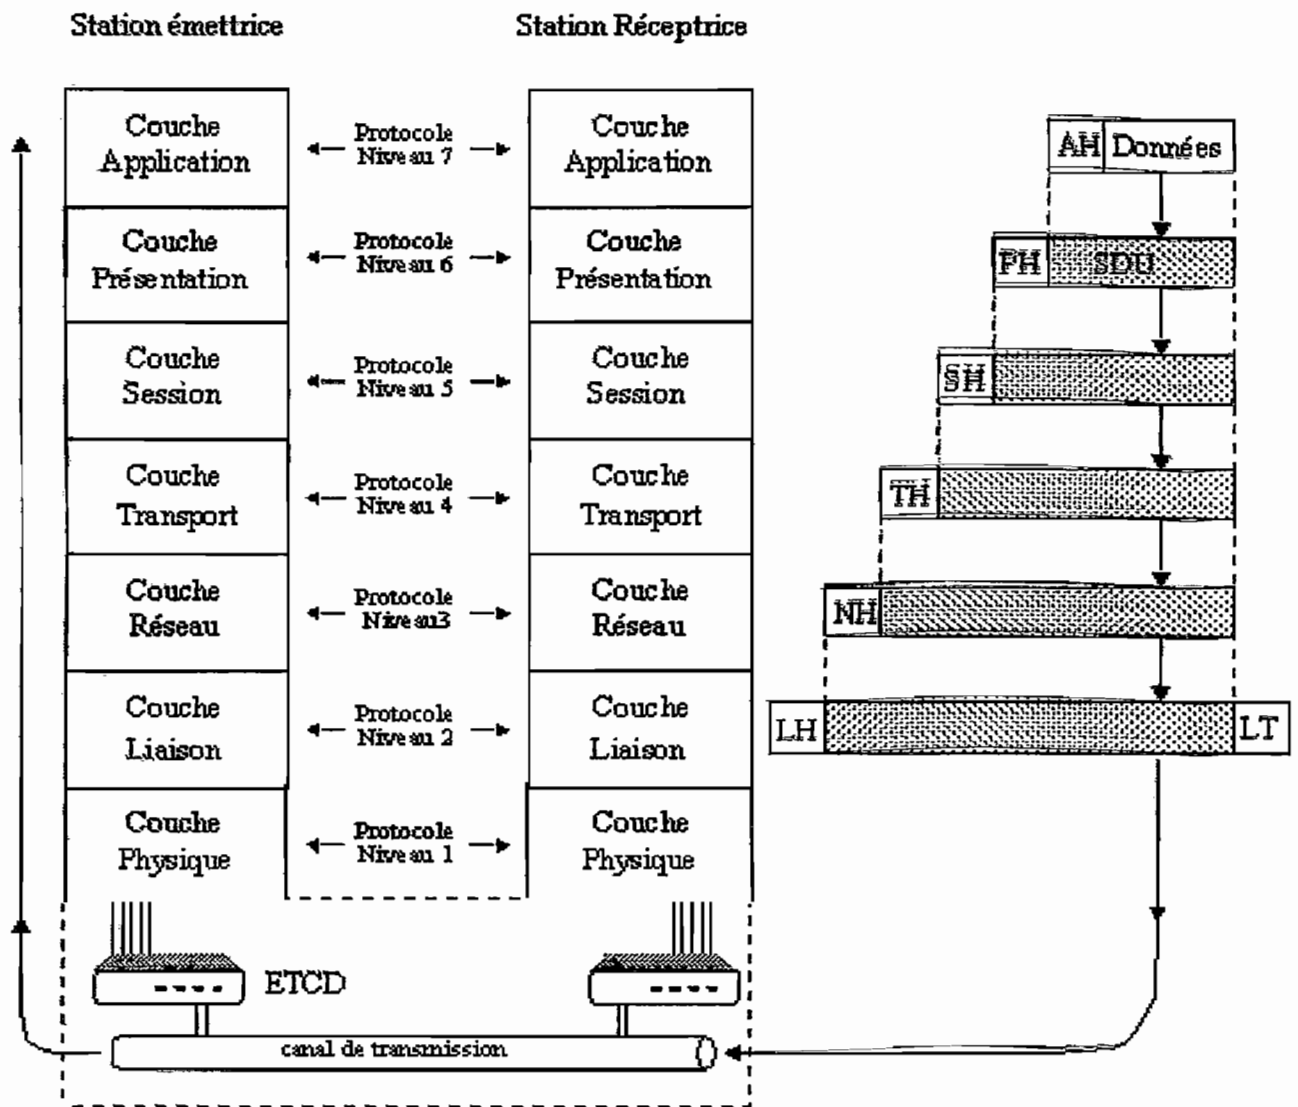 Station émettrice
Station Réceptrice
Couche
Application
Protocole
Niveau 7
Couche
Application
AH Données
Couche
Présentation
Protocole
Niveau 6
Couche
Présentation
PH SDU
Couche
Session
Protocole
Niveau 5
Couche
Session
SH
Couche
Transport
Protocole
Niveau 4
Couche
Transport
TH
Couche
Réseau
Protocole
Niveau3
Couche
Réseau
NH
Couche
Liaison
Protocole
Niveau 2
Couche
Liaison
LH LT
Couche
Physique
Protocole
Niveau 1
Couche
Physique
ETCD
canal de transmission